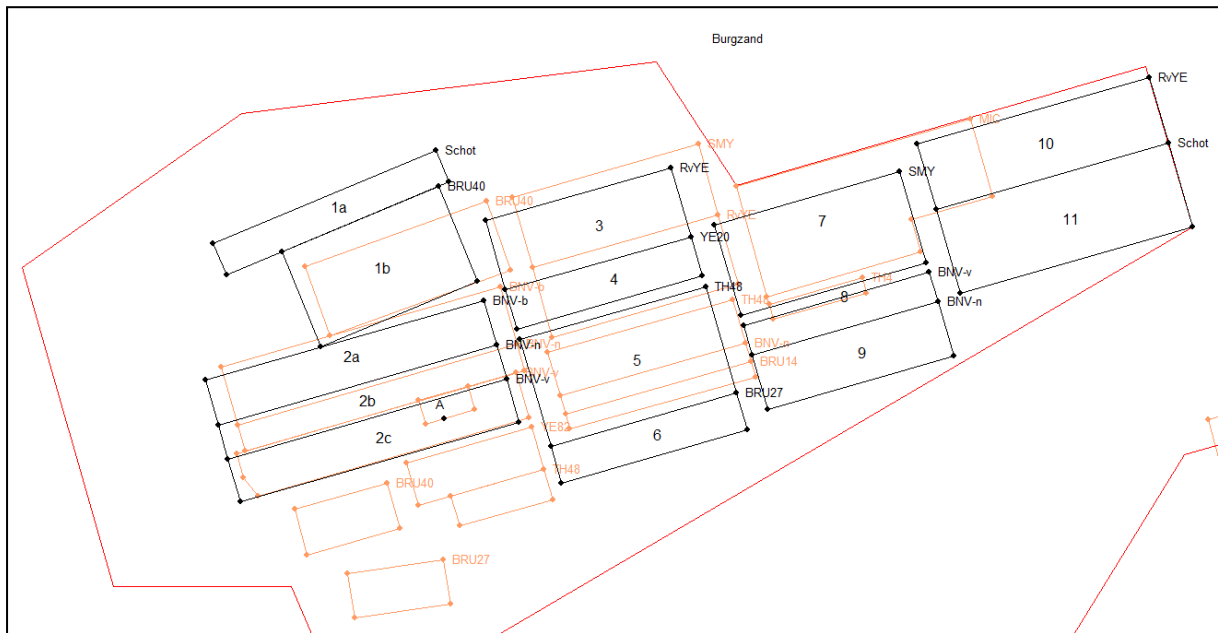 Burgzand
RvYE
MIC
10
SMY
Schot
Schot
RvYE
SMY
BRU40
1a
BRU40
RvYE
3
7
11
YE20
1b
4
TH4
BNV-v
BNV-b
TH48
8
BNV-b
TH48
BNV-n
2a
BNV-n
BNV-n
BNV-n
5
9
BRU14
BNV-v
BNV-v
BRU27
2b
A
YE82
2c
6
TH48
BRU40
BRU27